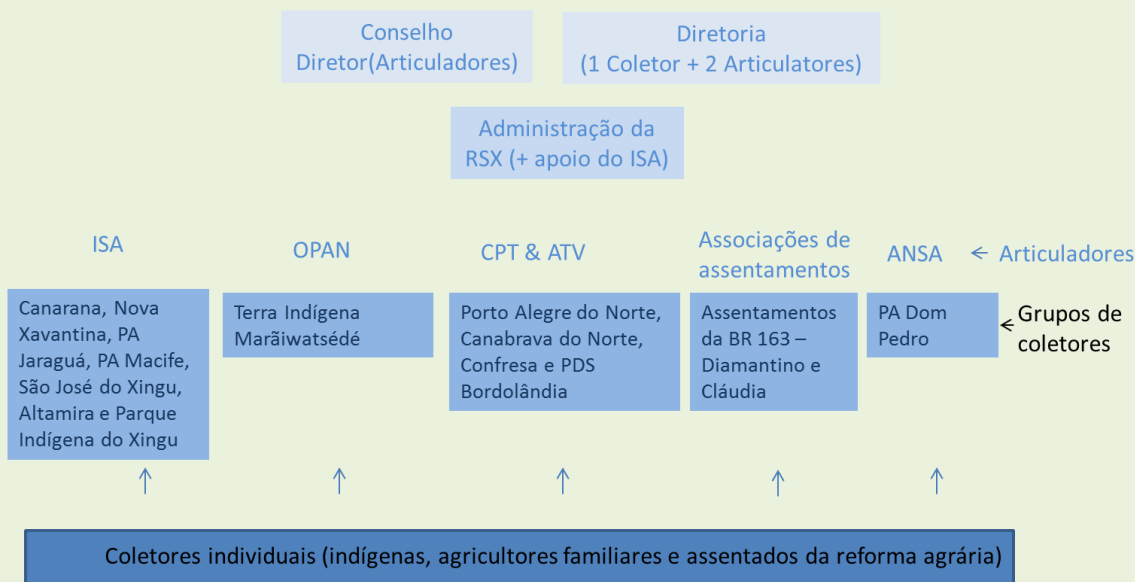 Conselho
Diretor(Articuladores)
Diretoria
(1 Coletor + 2 Articulatores)
Administração da
RSX (+ apoio do ISA)
ISA
OPAN
CPT & ATV
Associações de
assentamentos
ANSA
← Articuladores
Canarana, Nova
Xavantina, PA
Jaraguá, PA Macife,
São José do Xingu,
Altamira e Parque
Indígena do Xingu
Terra Indígena
Marãiwatsédé
Porto Alegre do Norte,
Canabrava do Norte,
Confresa e PDS
Bordolândia
Assentamentos
da BR 163 –
Diamantino e
Cláudia
PA Dom
Pedro
Grupos de
coletores
Coletores individuais (indígenas, agricultores familiares e assentados da reforma agrária)